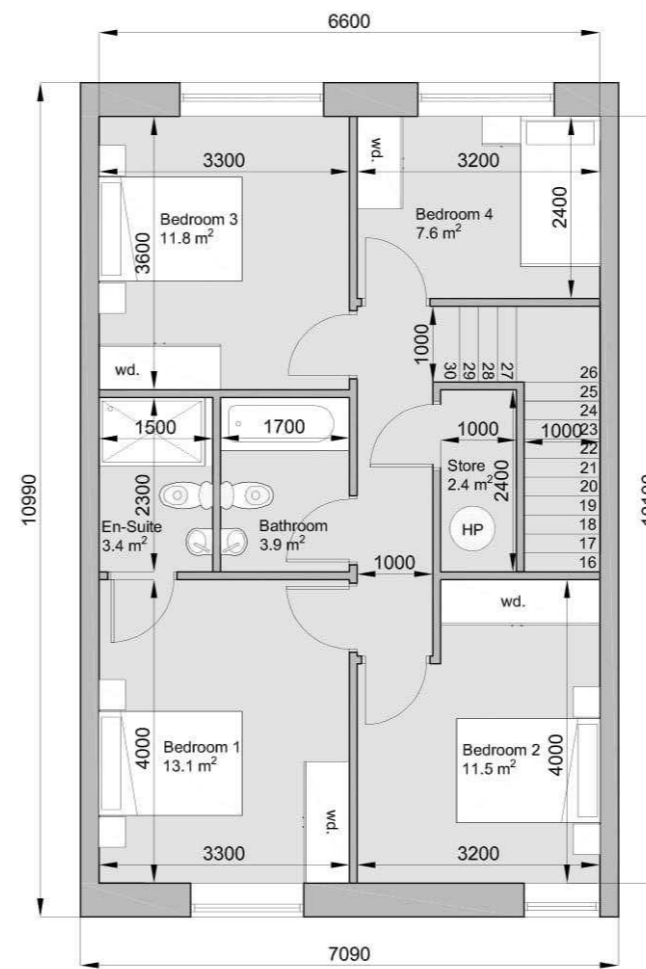 6600
3300
wd.
3200
Bedroom 3
11.8 m²
Bedroom 4
7.6 m²
2400
3600
wd.
1000
30
29
28
27
26
25
24
23
22
21
20
19
18
17
16
1500
1700
1000
1000
10990
2300
Store
2.4 m²
2400
En-Suite
3.4 m²
Bathroom
3.9 m²
HP
1000
wd.
4000
Bedroom 1
13.1 m²
Bedroom 2
11.5 m²
4000
wd.
3300
3200
7090